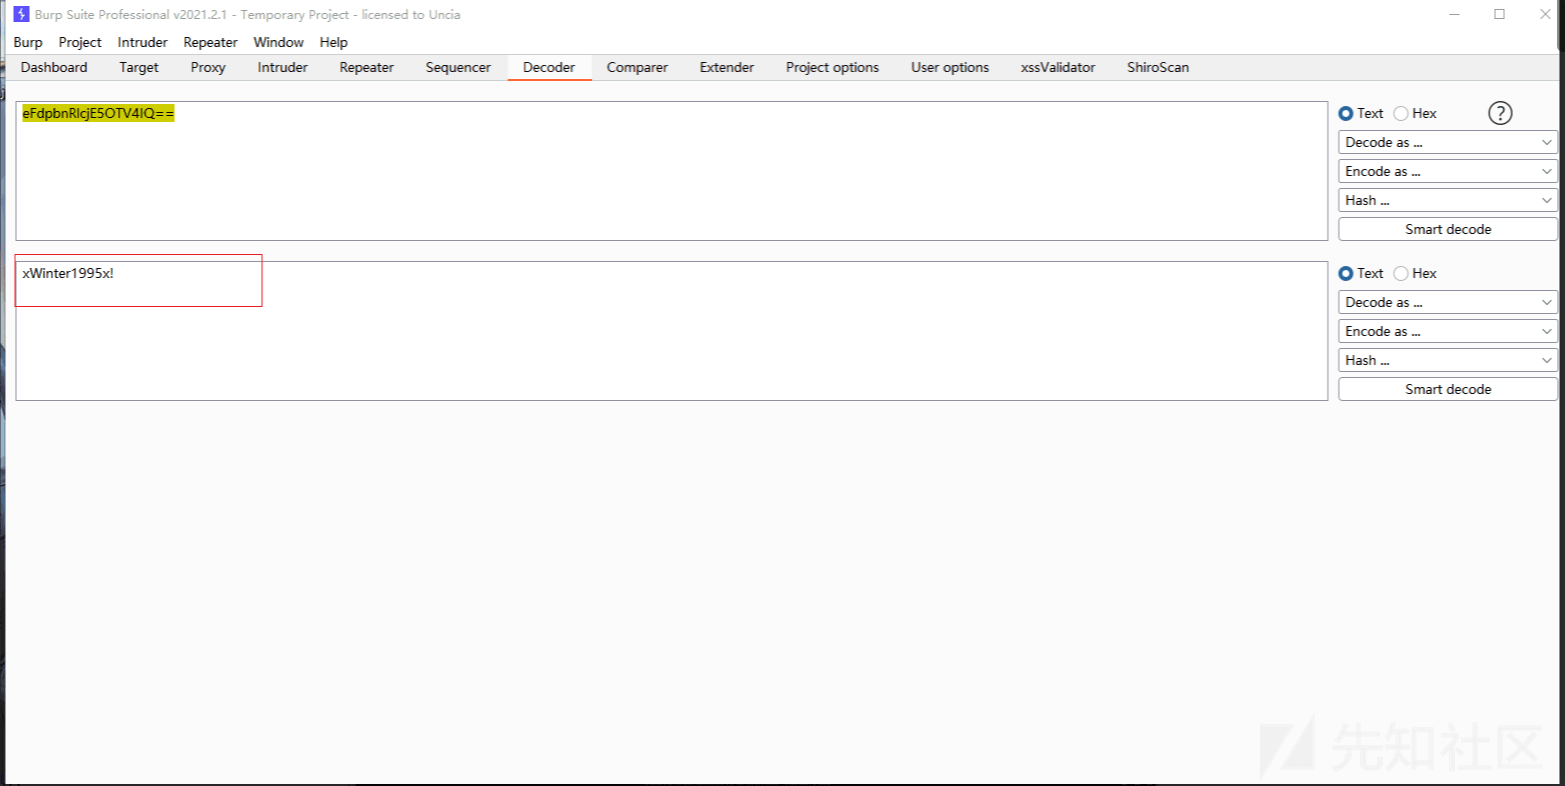 Burp Suite Professional v2021.2.1 - Temporary Project - licensed to Uncia
Burp Project Intruder Repeater Window Help
Dashboard Target Proxy Intruder Repeater Sequencer Decoder Comparer Extender Project options User options xssValidator ShiroScan
eFdpbnRlcjE5OTV4IQ==
Text Hex ?
Decode as ...
Encode as ...
Hash ...
Smart decode
xWinter1995x!
Text Hex
Decode as ...
Encode as ...
Hash ...
Smart decode
先知社区